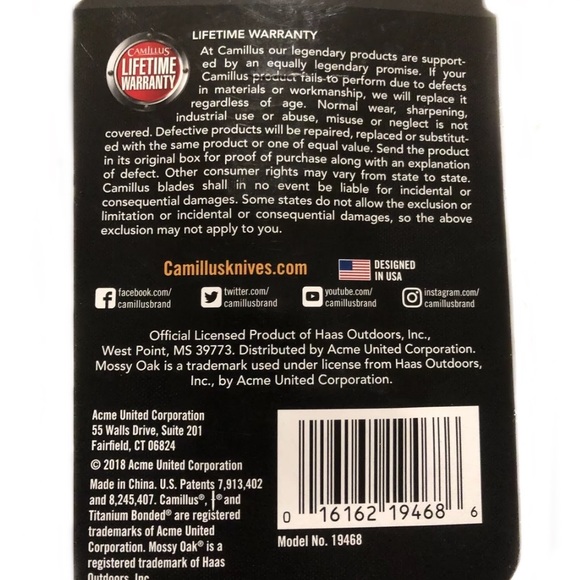 CAMILLUS
LIFETIME
WARRANTY
LIFETIME WARRANTY
At Camillus our legendary products are support-
ed by an equally legendary promise. If your
Camillus product fails to perform due to defects
in materials or workmanship, we will replace it
regardless of age. Normal wear, sharpening,
industrial use or abuse, misuse or neglect is not
covered. Defective products will be repaired, replaced or substitut-
ed with the same product or one of equal value. Send the product
in its original box for proof of purchase along with an explanation
of defect. Other consumer rights may vary from state to state.
Camillus blades shall in no event be liable for incidental or
consequential damages. Some states do not allow the exclusion or
limitation or incidental or consequential damages, so the above
exclusion may not apply to you.
Camillusknives.com
DESIGNED
IN USA
facebook.com/
camillusbrand
twitter.com/
camillusbrand
youtube.com/
camillusbrand
instagram.com/
camillusbrand
Official Licensed Product of Haas Outdoors, Inc.,
West Point, MS 39773. Distributed by Acme United Corporation.
Mossy Oak is a trademark used under license from Haas Outdoors,
Inc., by Acme United Corporation.
Acme United Corporation
55 Walls Drive, Suite 201
Fairfield, CT 06824
© 2018 Acme United Corporation
Made in China. U.S. Patents 7,913,402
and 8,245,407. Camillus®, ® and
Titanium Bonded® are registered
trademarks of Acme United
Corporation. Mossy Oak® is a
registered trademark of Haas
Outdoors, Inc.
0 16162 19468 6
Model No. 19468